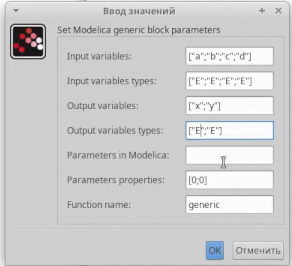 Ввод значений
Set Modelica generic block parameters
Input variables: ["a";"b";"c";"d"]
Input variables types: ["E";"E";"E";"E"]
Output variables: ["x";"y"]
Output variables types: ["E";"E"]
Parameters in Modelica:
Parameters properties: [0;0]
Function name: generic
OK Отменить